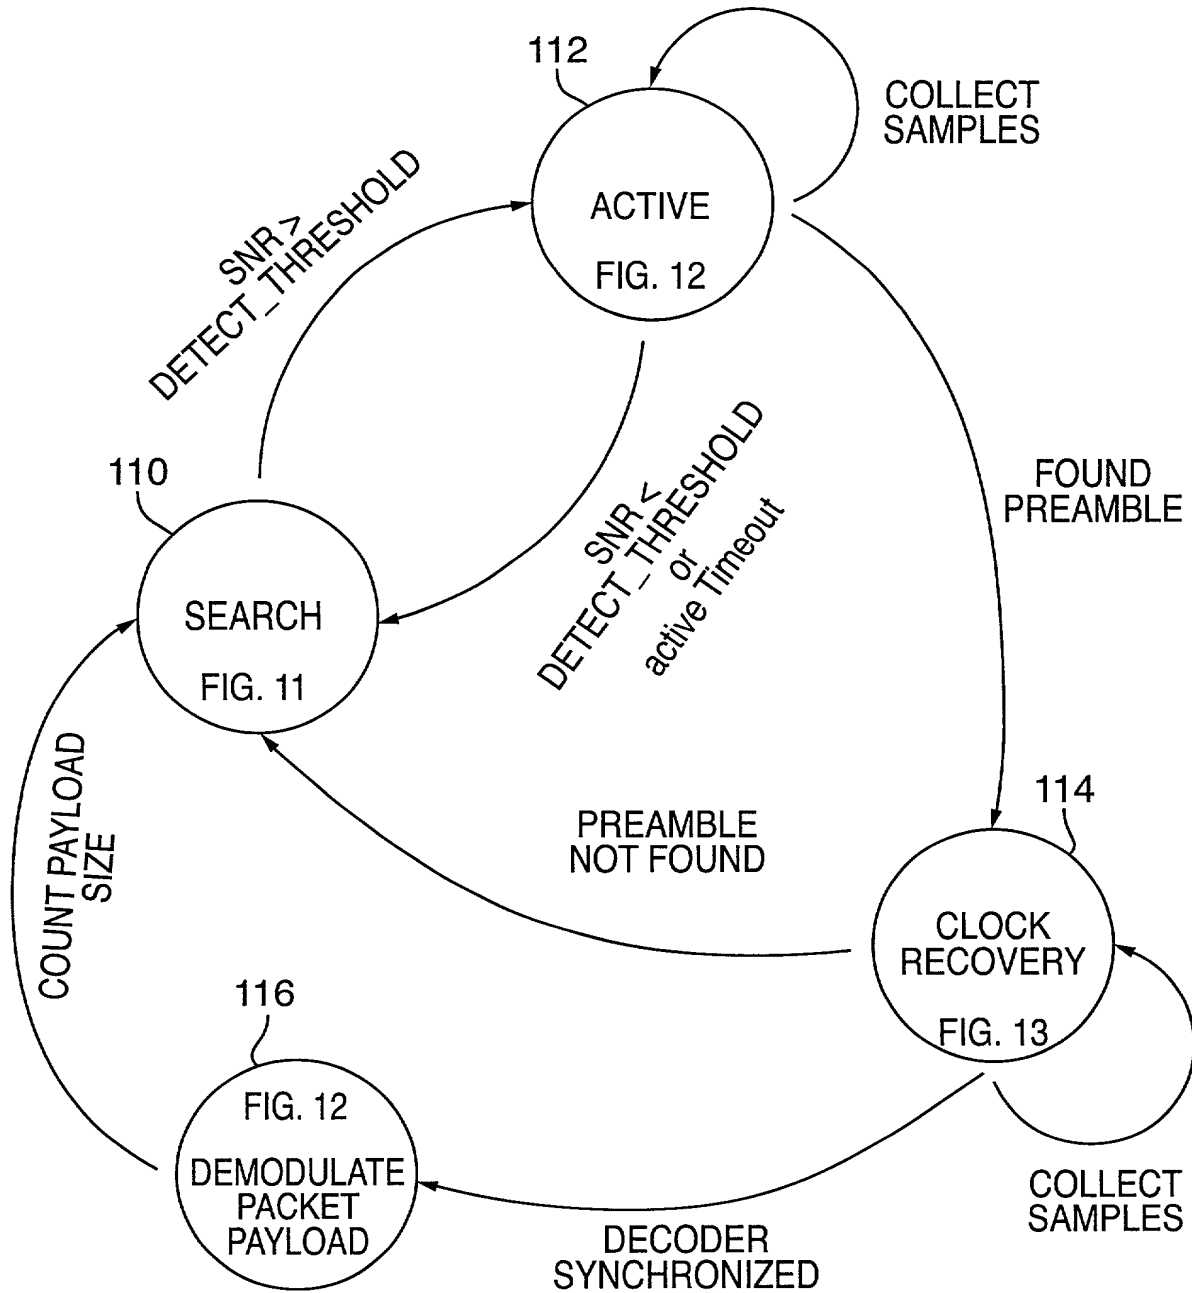 112
COLLECT
SAMPLES
ACTIVE
FIG. 12
SNR >
DETECT_THRESHOLD
110
SEARCH
FIG. 11
SNR <
DETECT_THRESHOLD
or
active Timeout
FOUND
PREAMBLE
114
PREAMBLE
NOT FOUND
CLOCK
RECOVERY
FIG. 13
COUNT PAYLOAD
SIZE
116
FIG. 12
DEMODULATE
PACKET
PAYLOAD
COLLECT
SAMPLES
DECODER
SYNCHRONIZED